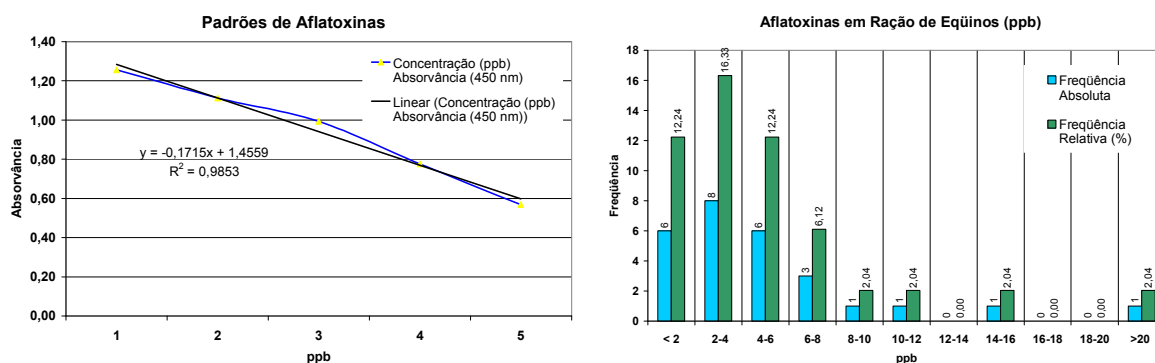 Padrões de Aflatoxinas
1,40
1,20
1,00
0,80
0,60
0,40
0,20
0,00
Absorvância
Concentração (ppb)
Absorvância (450 nm)
Linear (Concentração (ppb)
Absorvância (450 nm))
y = -0,1715x + 1,4559
R² = 0,9853
1 2 3 4 5
ppb
Aflatoxinas em Ração de Eqüinos (ppb)
18
16
14
12
10
8
6
4
2
0
Freqüência
Freqüência
Absoluta
Freqüência
Relativa (%)
6 12,24 8 16,33 6 12,24 3 6,12 1 2,04 1 2,04 0 0,00 1 2,04 0 0,00 0 0,00 1 2,04
< 2 2-4 4-6 6-8 8-10 10-12 12-14 14-16 16-18 18-20 >20
ppb